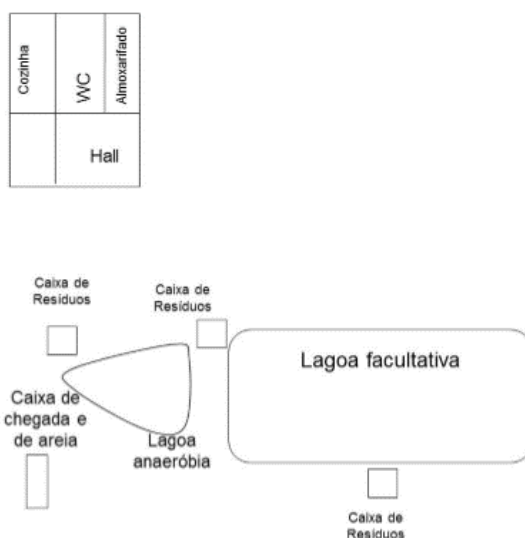 Cozinha
WC
Almoxarifado
Hall
Caixa de
Resíduos
Caixa de
Resíduos
Lagoa facultativa
Caixa de
chegada e
de areia
Lagoa
anaeróbia
Caixa de
Resíduos